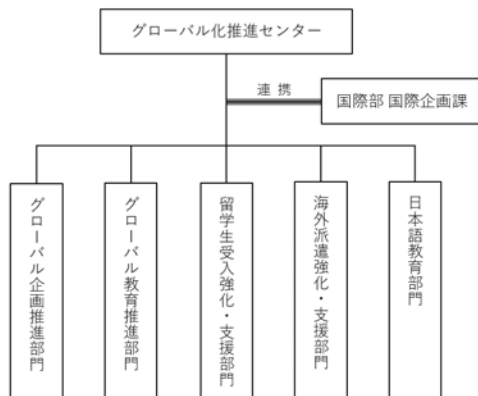 グローバル化推進センター
連携
国際部 国際企画課
グローバル企画推進部門
グローバル教育推進部門
留学生受入強化・支援部門
海外派遣強化・支援部門
日本語教育部門